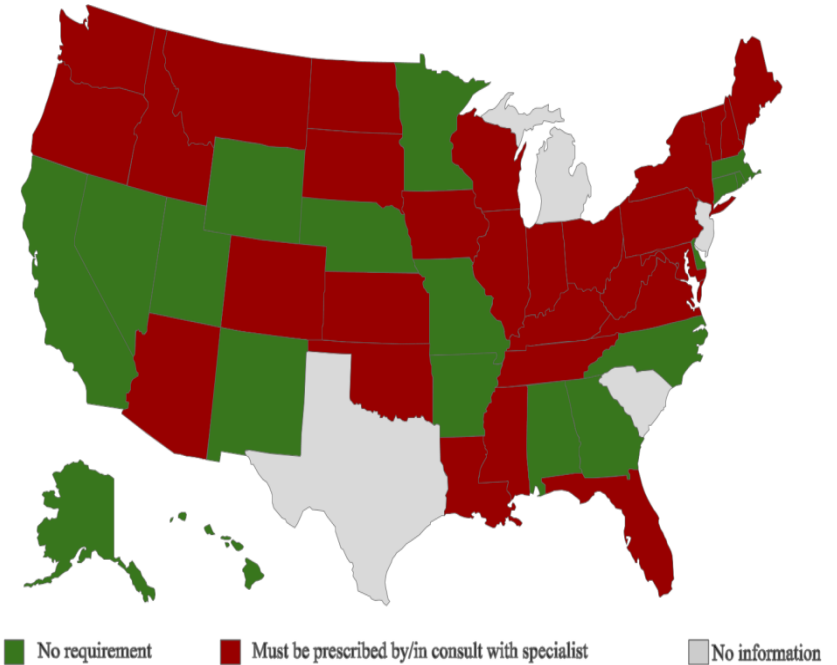 No requirement
Must be prescribed by/in consult with specialist
No information